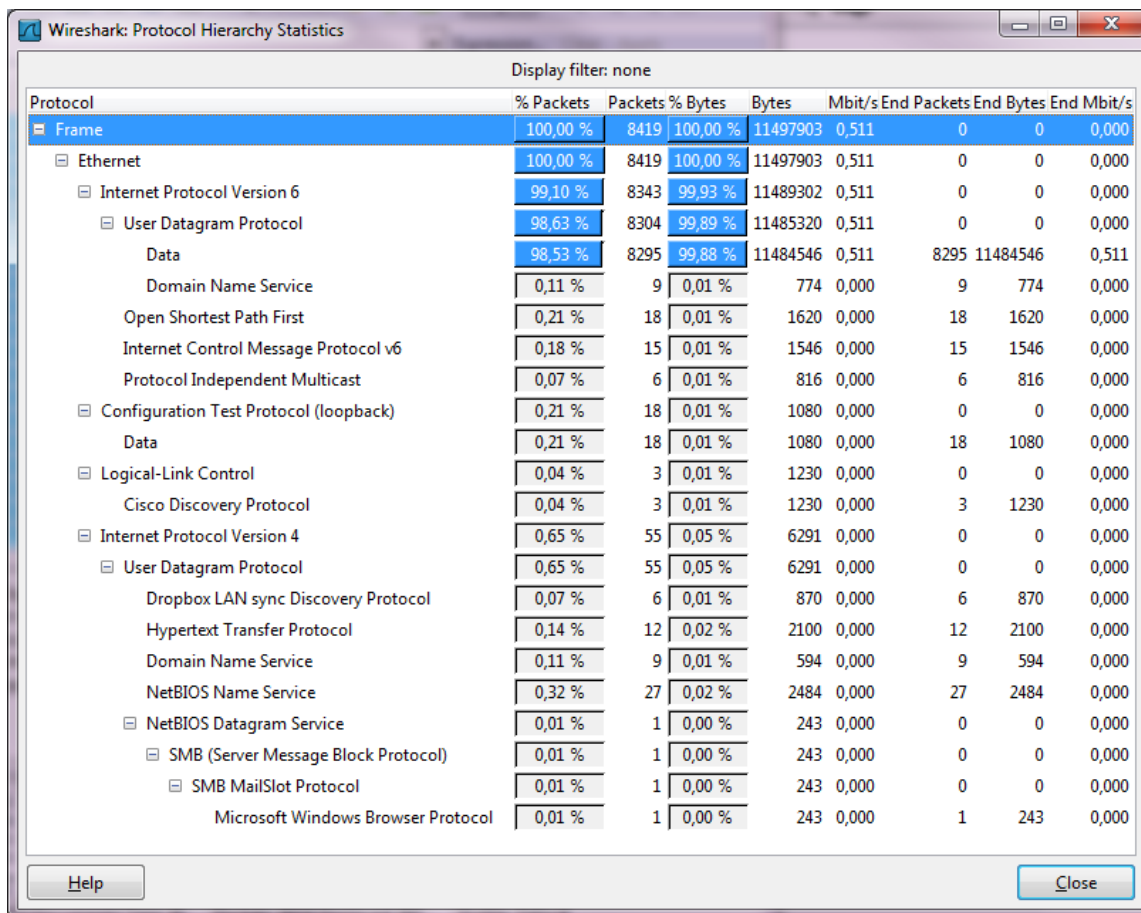 Wireshark: Protocol Hierarchy Statistics
Display filter: none
Protocol % Packets Packets % Bytes Bytes Mbit/s End Packets End Bytes End Mbit/s
Frame 100,00 % 8419 100,00 % 11497903 0,511 0 0 0,000
Ethernet 100,00 % 8419 100,00 % 11497903 0,511 0 0 0,000
Internet Protocol Version 6 99,10 % 8343 99,93 % 11489302 0,511 0 0 0,000
User Datagram Protocol 98,63 % 8304 99,89 % 11485320 0,511 0 0 0,000
Data 98,53 % 8295 99,88 % 11484546 0,511 8295 11484546 0,511
Domain Name Service 0,11 % 9 0,01 % 774 0,000 9 774 0,000
Open Shortest Path First 0,21 % 18 0,01 % 1620 0,000 18 1620 0,000
Internet Control Message Protocol v6 0,18 % 15 0,01 % 1546 0,000 15 1546 0,000
Protocol Independent Multicast 0,07 % 6 0,01 % 816 0,000 6 816 0,000
Configuration Test Protocol (loopback) 0,21 % 18 0,01 % 1080 0,000 0 0 0,000
Data 0,21 % 18 0,01 % 1080 0,000 18 1080 0,000
Logical-Link Control 0,04 % 3 0,01 % 1230 0,000 0 0 0,000
Cisco Discovery Protocol 0,04 % 3 0,01 % 1230 0,000 3 1230 0,000
Internet Protocol Version 4 0,65 % 55 0,05 % 6291 0,000 0 0 0,000
User Datagram Protocol 0,65 % 55 0,05 % 6291 0,000 0 0 0,000
Dropbox LAN sync Discovery Protocol 0,07 % 6 0,01 % 870 0,000 6 870 0,000
Hypertext Transfer Protocol 0,14 % 12 0,02 % 2100 0,000 12 2100 0,000
Domain Name Service 0,11 % 9 0,01 % 594 0,000 9 594 0,000
NetBIOS Name Service 0,32 % 27 0,02 % 2484 0,000 27 2484 0,000
NetBIOS Datagram Service 0,01 % 1 0,00 % 243 0,000 0 0 0,000
SMB (Server Message Block Protocol) 0,01 % 1 0,00 % 243 0,000 0 0 0,000
SMB MailSlot Protocol 0,01 % 1 0,00 % 243 0,000 0 0 0,000
Microsoft Windows Browser Protocol 0,01 % 1 0,00 % 243 0,000 1 243 0,000
Help Close